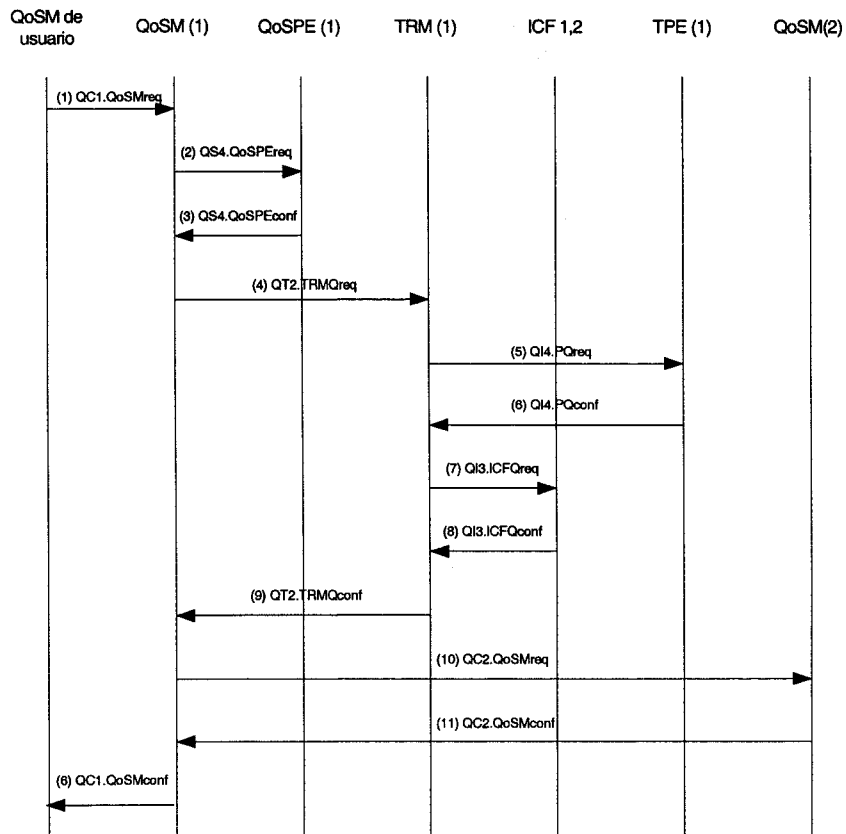 QoSM de
usuario
QoSM (1)
QoSPE (1)
TRM (1)
ICF 1,2
TPE (1)
QoSM(2)
(1) QC1.QoSMreq
(2) QS4.QoSPEreq
(3) QS4.QoSPEconf
(4) QT2.TRMQreq
(5) QI4.PQreq
(6) QI4.PQconf
(7) QI3.ICFQreq
(8) QI3.ICFQconf
(9) QT2.TRMQconf
(10) QC2.QoSMreq
(11) QC2.QoSMconf
(6) QC1.QoSMconf